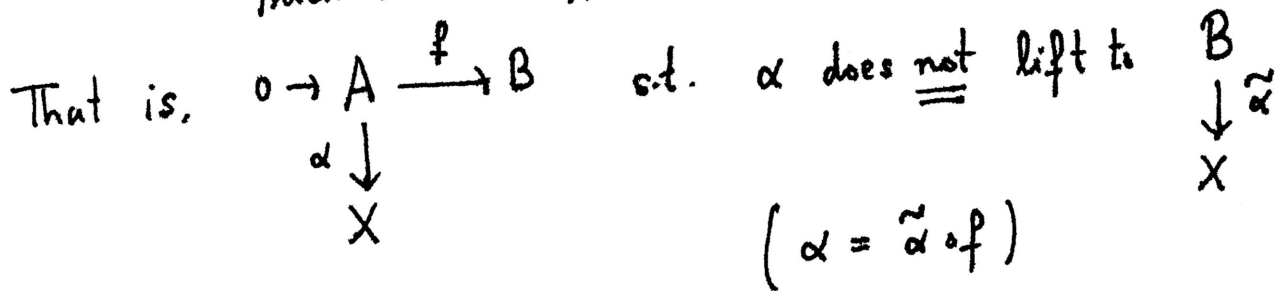 That is. 0 → A —f→ B s.t. α does not lift to B
α ↓ ↓ α̃
X X
( α = α̃ ∘ f )